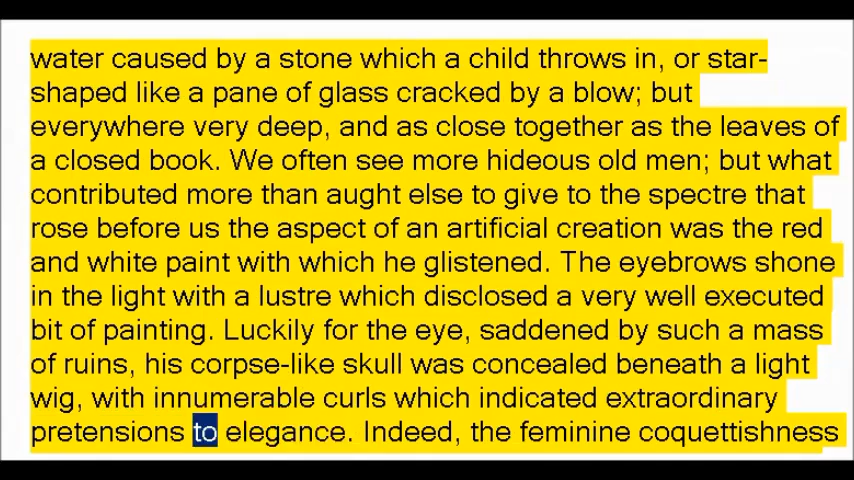 water caused by a stone which a child throws in, or star-
shaped like a pane of glass cracked by a blow; but
everywhere very deep, and as close together as the leaves of
a closed book. We often see more hideous old men; but what
contributed more than aught else to give to the spectre that
rose before us the aspect of an artificial creation was the red
and white paint with which he glistened. The eyebrows shone
in the light with a lustre which disclosed a very well executed
bit of painting. Luckily for the eye, saddened by such a mass
of ruins, his corpse-like skull was concealed beneath a light
wig, with innumerable curls which indicated extraordinary
pretensions to elegance. Indeed, the feminine coquettishness